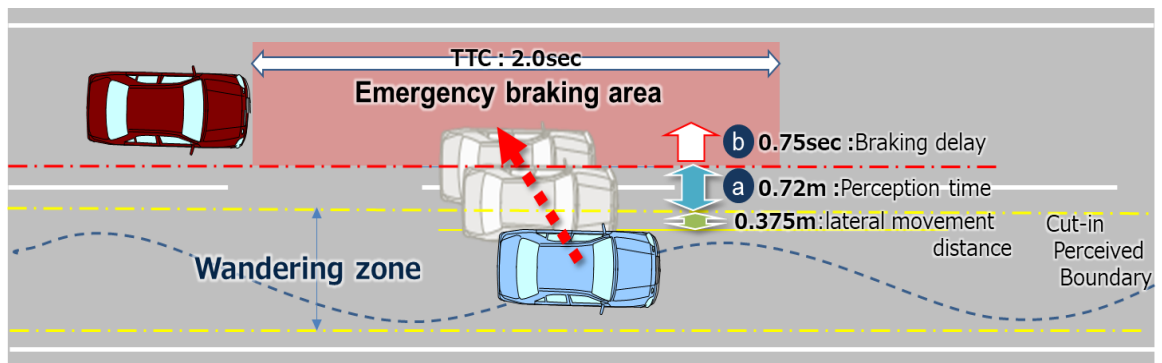 TTC : 2.0sec
Emergency braking area
b 0.75sec :Braking delay
a 0.72m :Perception time
0.375m:lateral movement
distance
Cut-in
Perceived
Boundary
Wandering zone